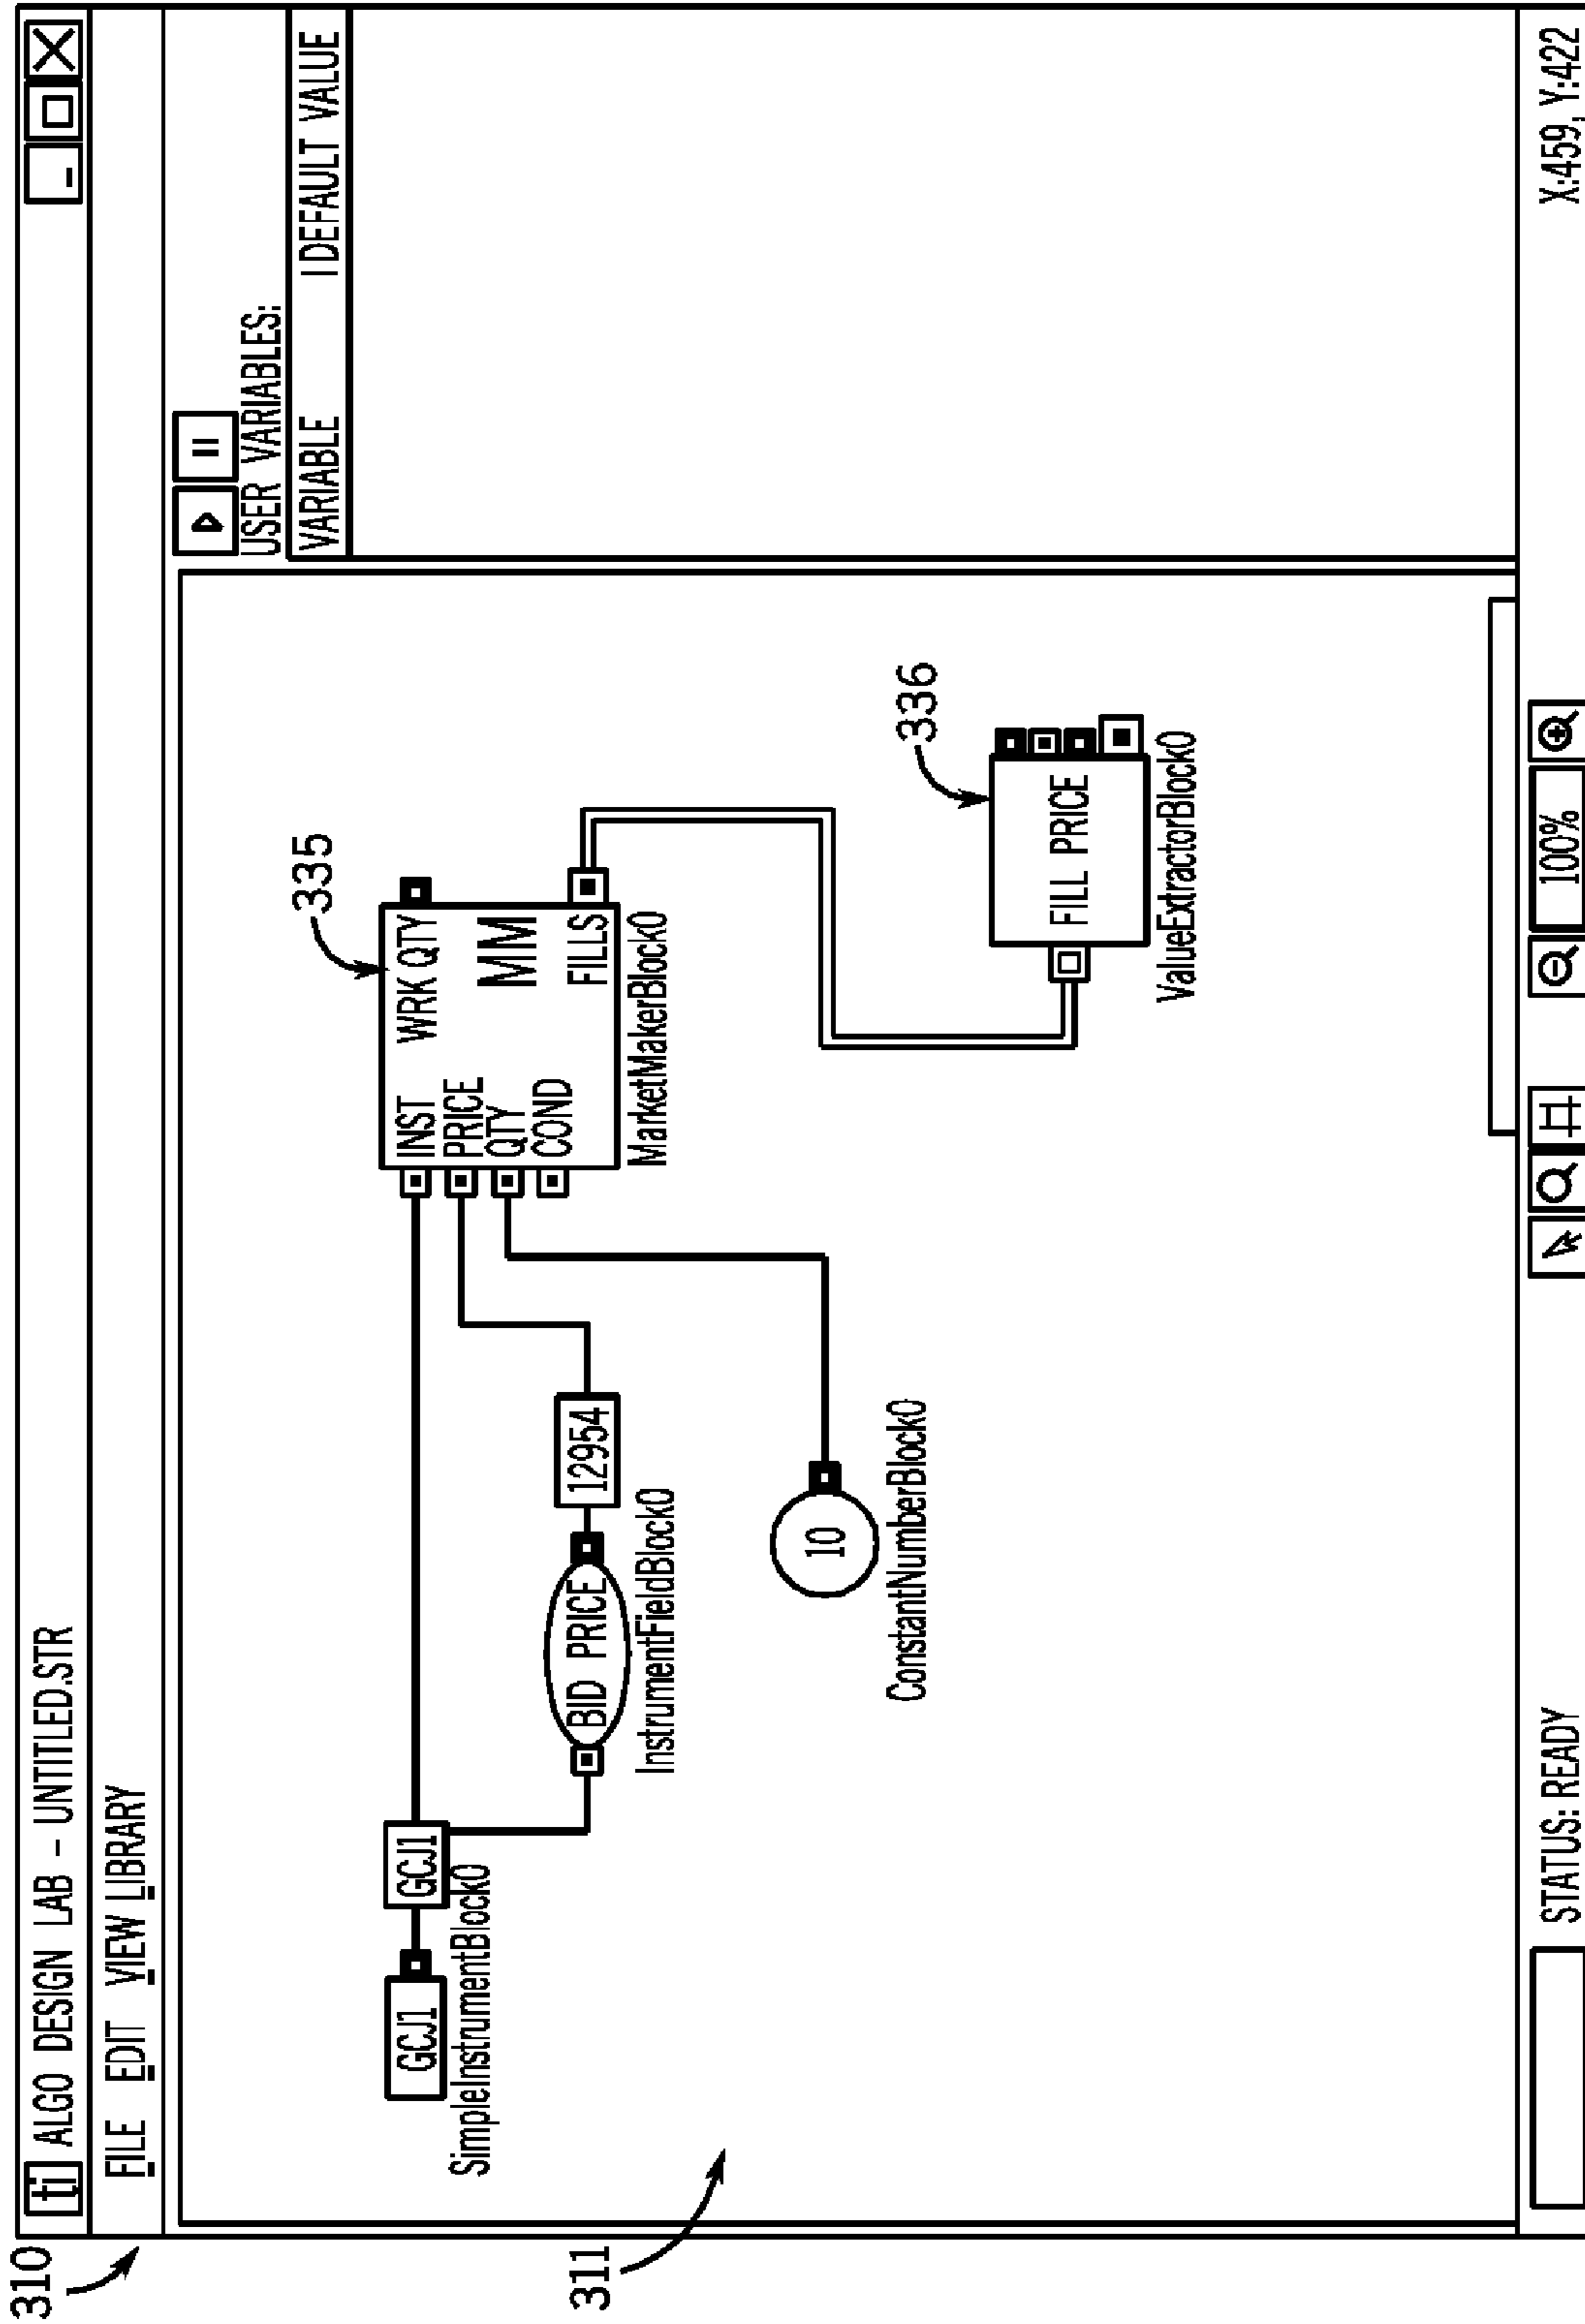 310
ti ALGO DESIGN LAB – UNTITLED.STR
FILE EDIT VIEW LIBRARY
USER VARIABLES:
VARIABLE | DEFAULT VALUE
311
335
GCJ1
GCJ1
SimpleInstrumentBlock0
INST WRK QTY
PRICE
QTY MM
COND FILLS
MarketMakerBlock0
BID PRICE
12954
InstrumentFieldBlock0
10
ConstantNumberBlock0
336
FILL PRICE
ValueExtractorBlock0
STATUS: READY
100%
X:459, Y:422